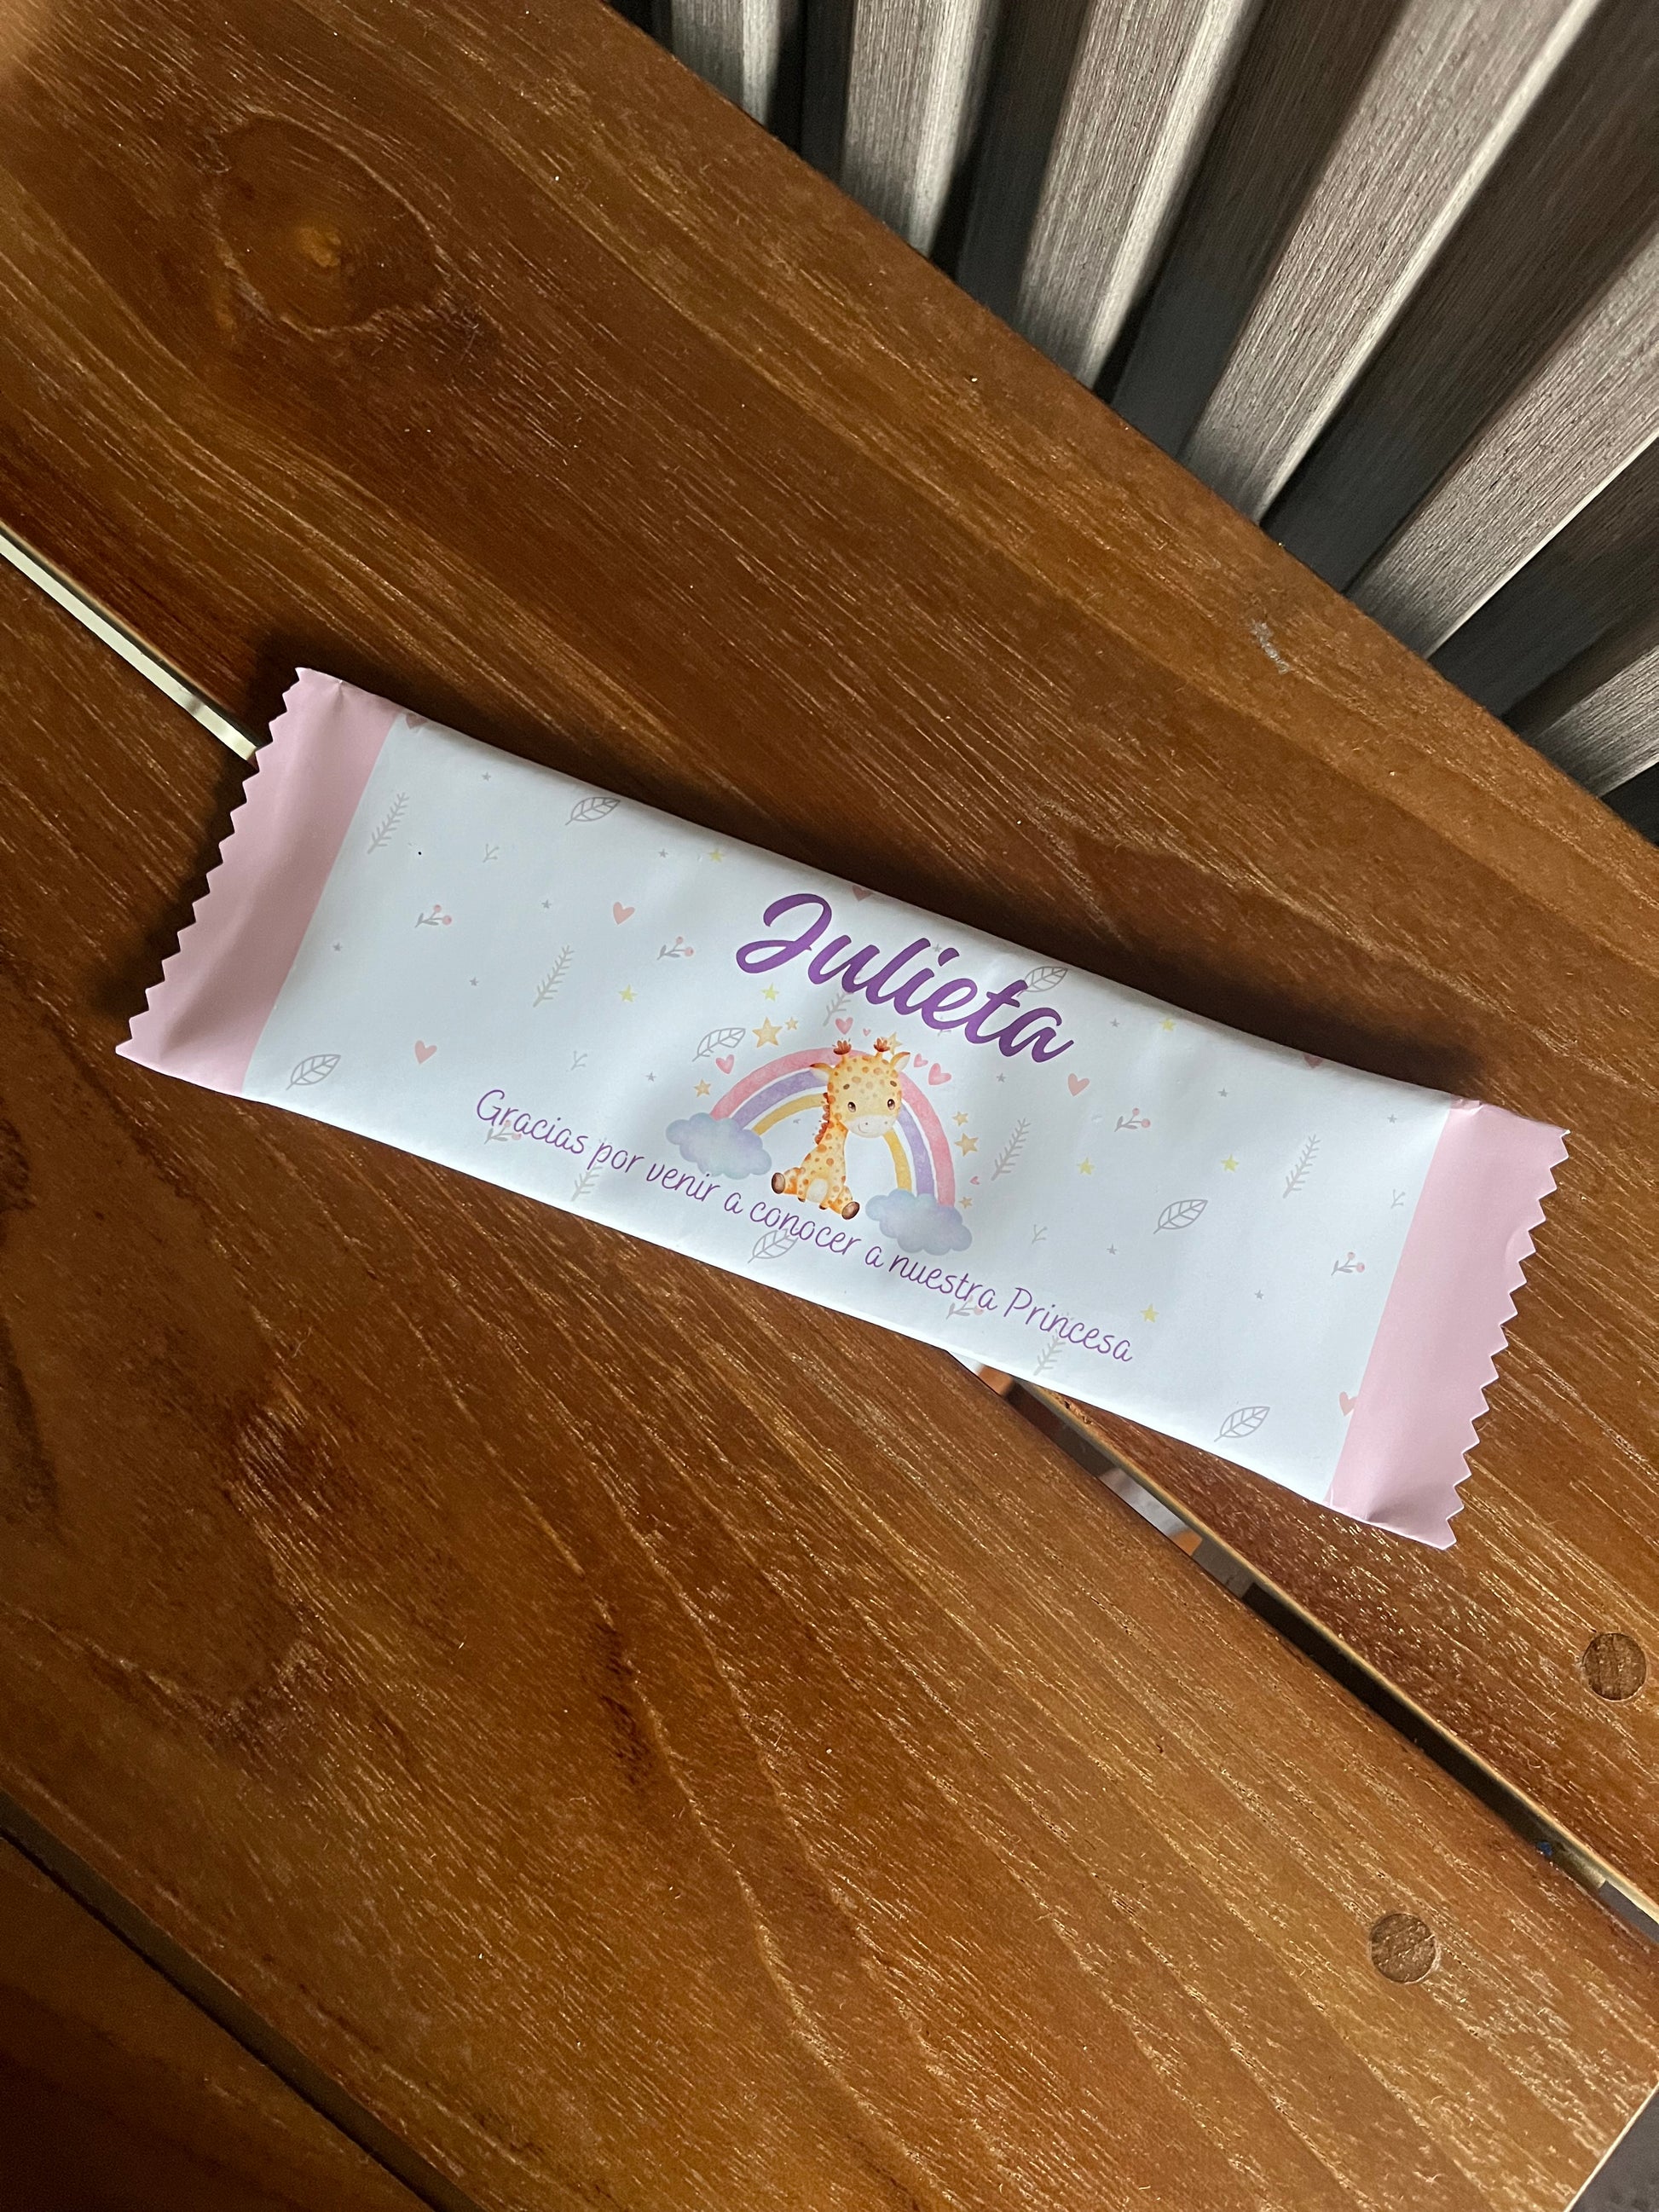 Julieta
Gracias por venir a conocer a nuestra Princesa